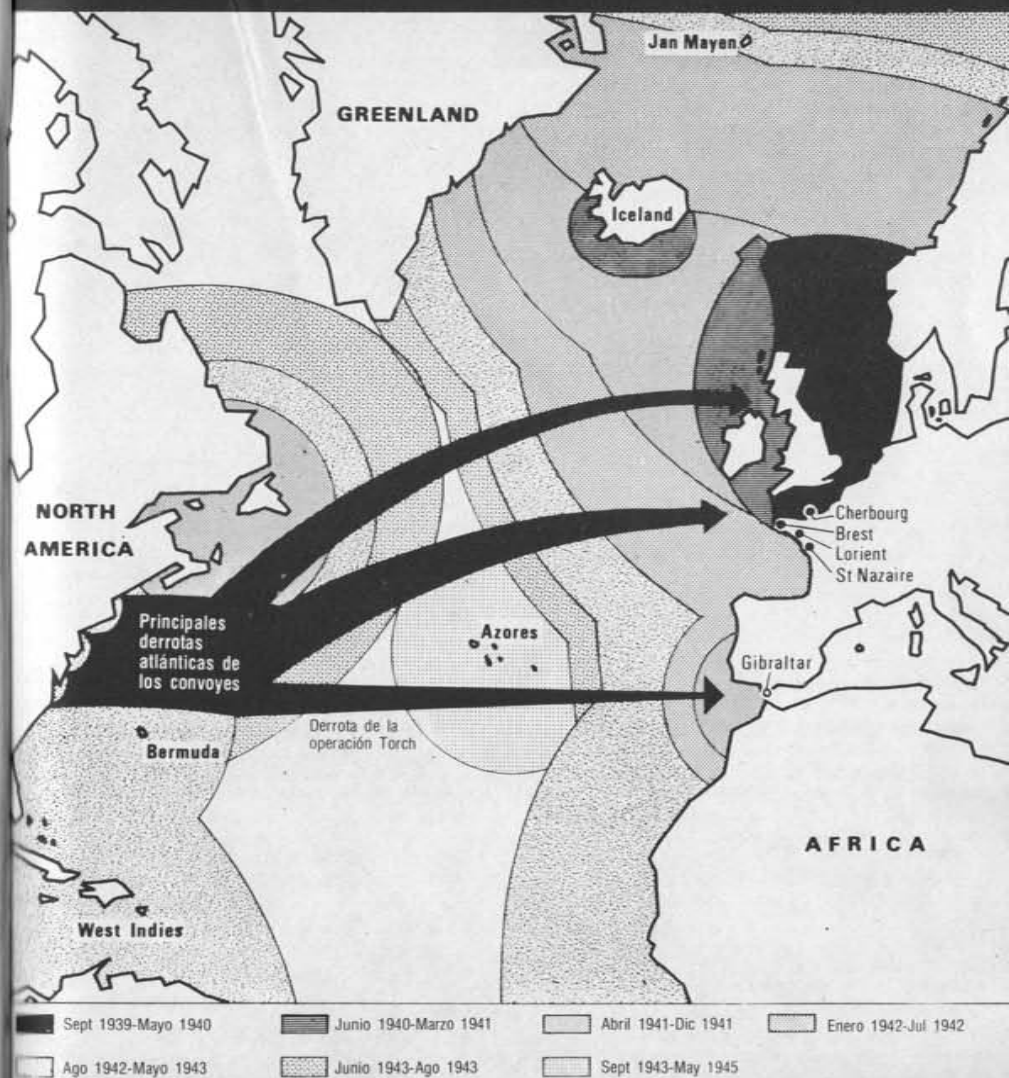 Jan Mayen
GREENLAND
Iceland
NORTH
AMERICA
Cherbourg
Brest
Lorient
St Nazaire
Principales
derrotas
atlánticas de
los convoyes
Azores
Gibraltar
Derrota de la
operación Torch
Bermuda
AFRICA
West Indies
Sept 1939-Mayo 1940
Junio 1940-Marzo 1941
Abril 1941-Dic 1941
Enero 1942-Jul 1942
Ago 1942-Mayo 1943
Junio 1943-Ago 1943
Sept 1943-May 1945